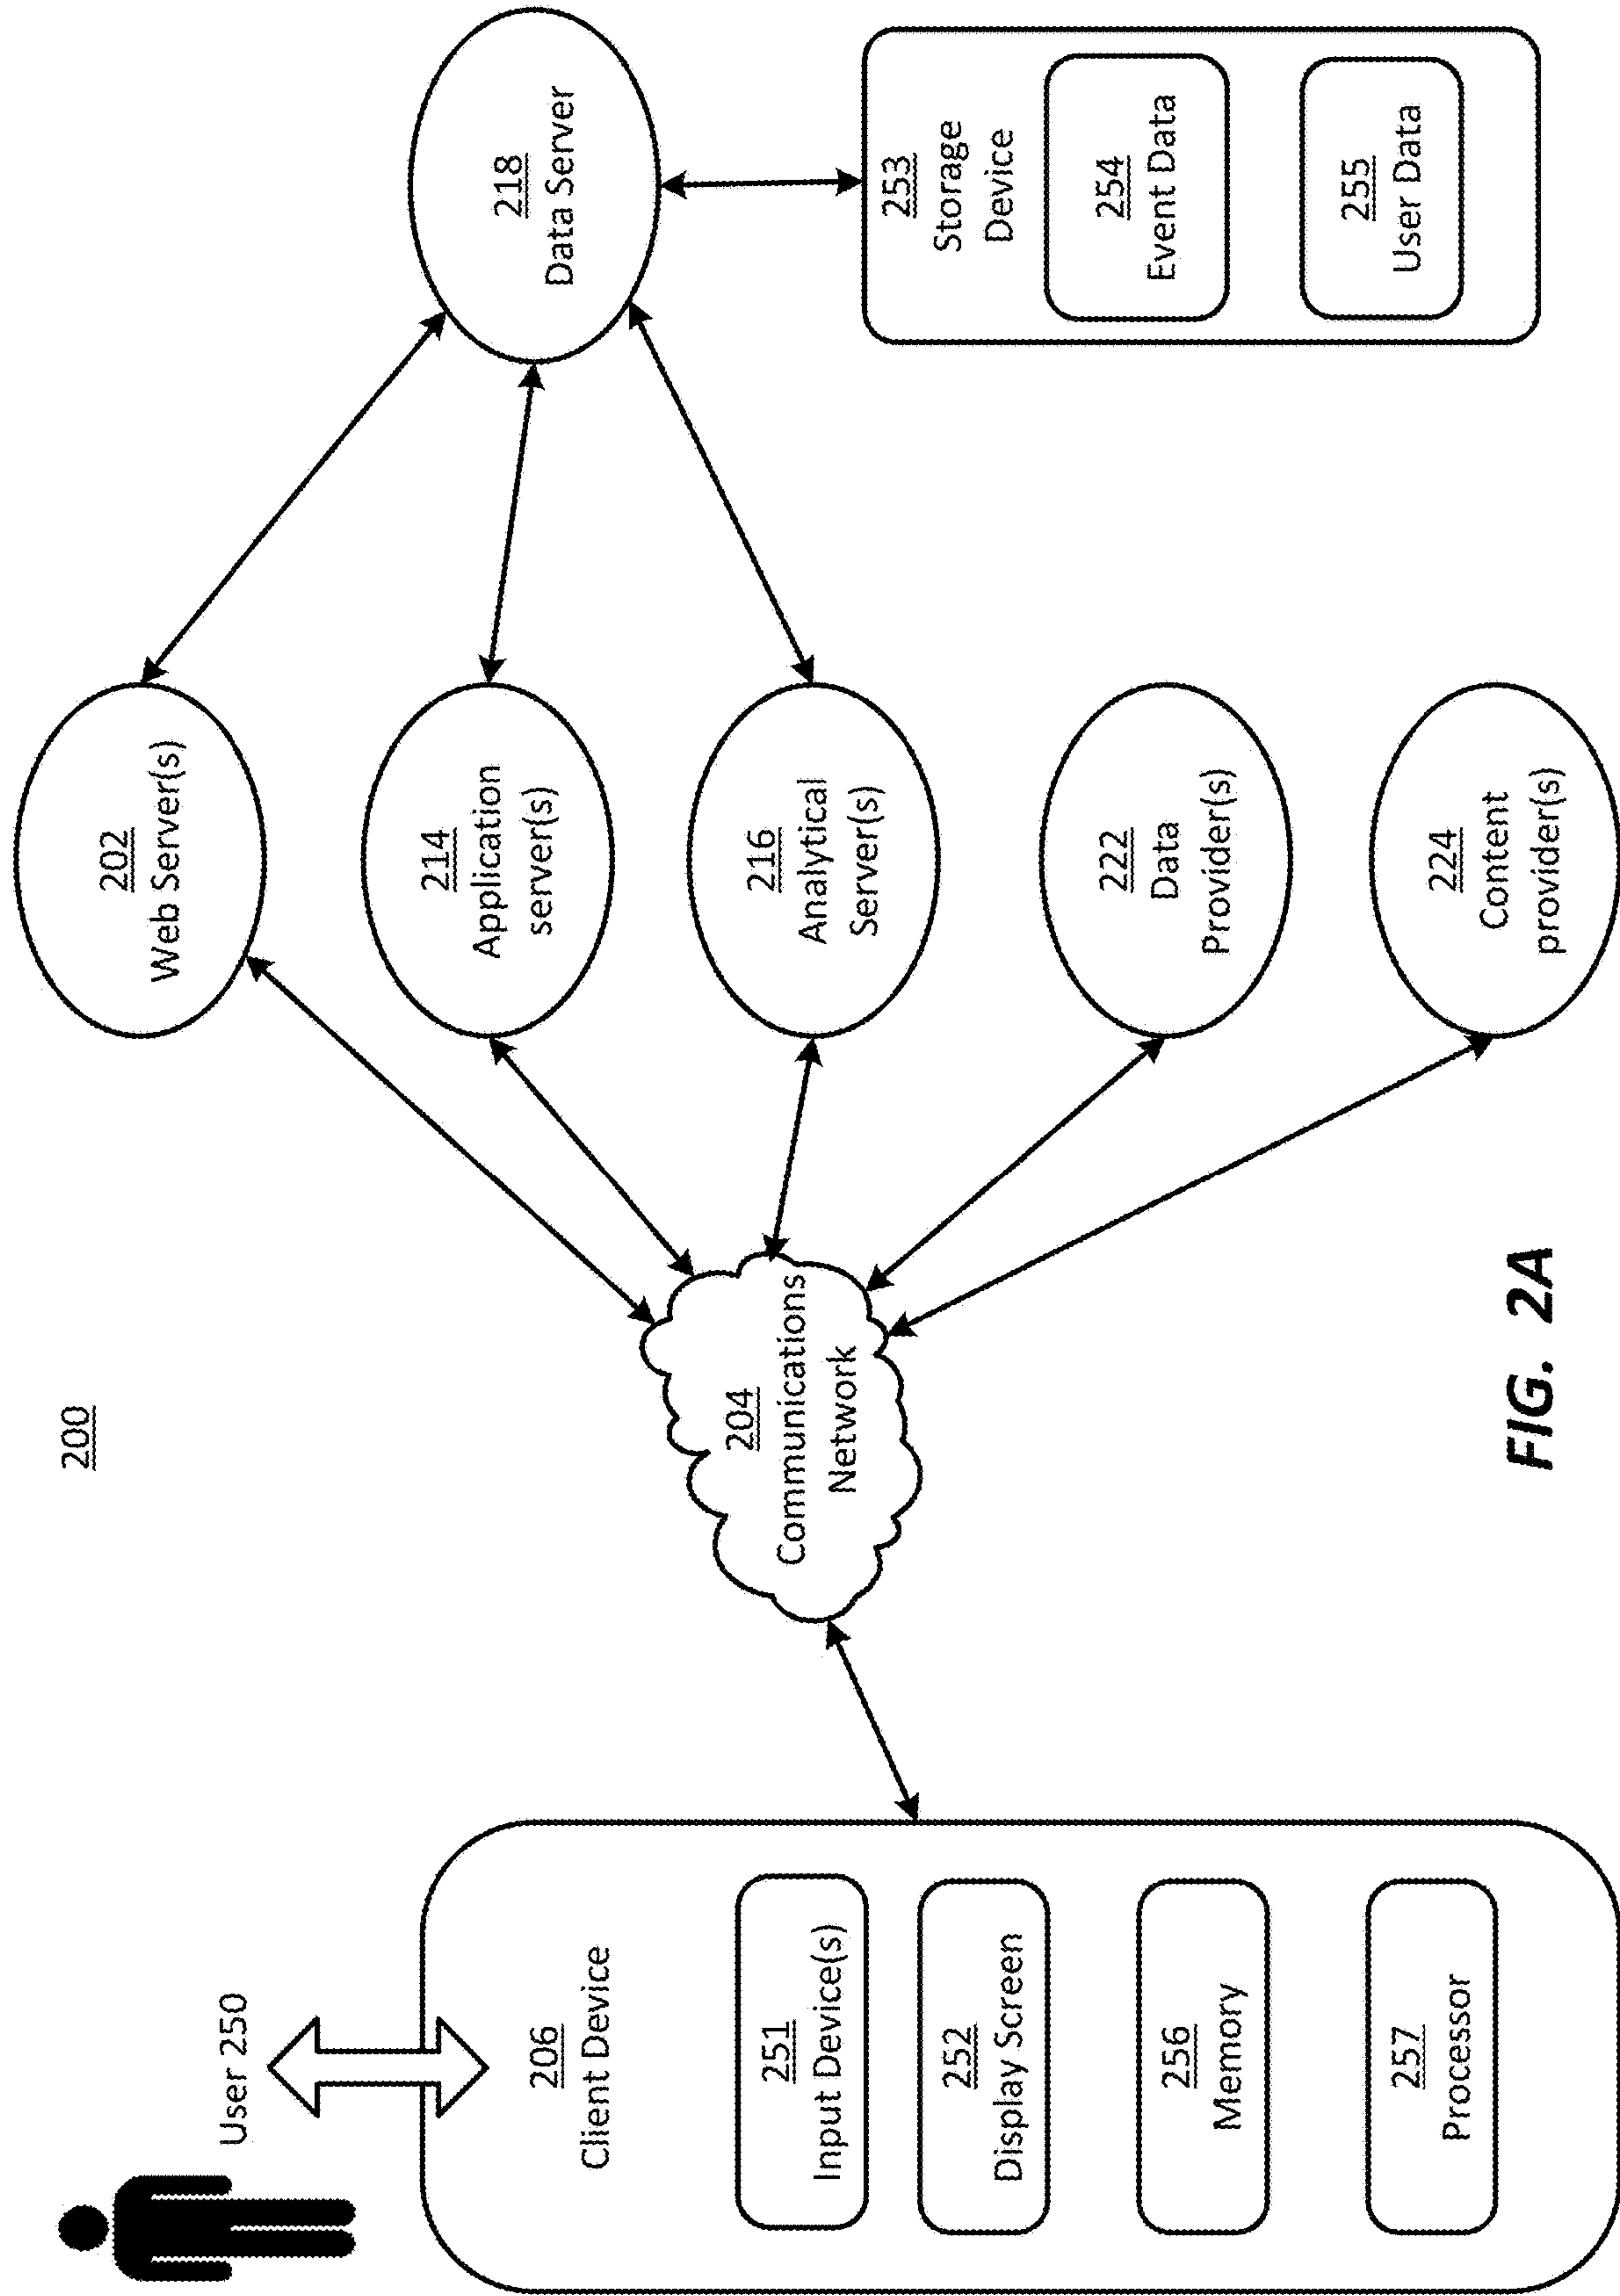 200
User 250
206
Client Device
251
Input Device(s)
252
Display Screen
256
Memory
257
Processor
204
Communications
Network
202
Web Server(s)
214
Application
server(s)
216
Analytical
Server(s)
222
Data
Provider(s)
224
Content
provider(s)
218
Data Server
253
Storage
Device
254
Event Data
255
User Data
FIG. 2A